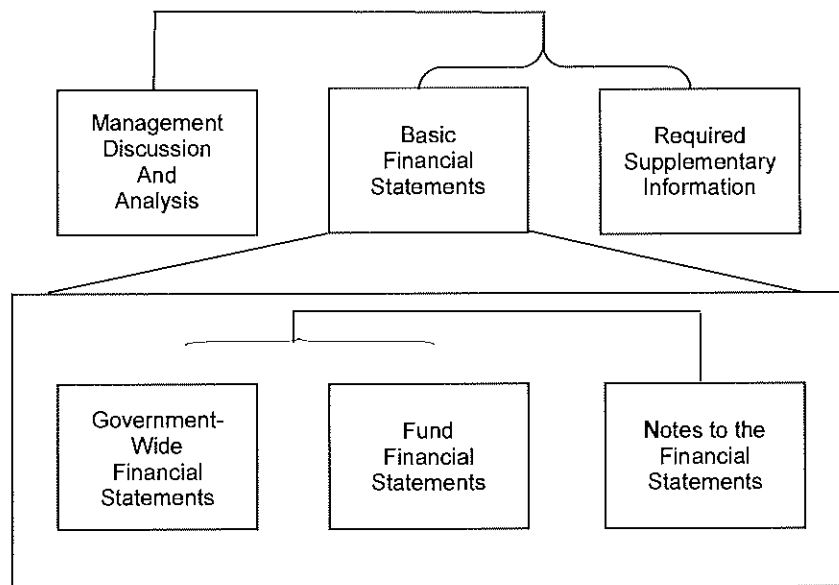 Management
Discussion
And
Analysis
Basic
Financial
Statements
Required
Supplementary
Information
Government-
Wide
Financial
Statements
Fund
Financial
Statements
Notes to the
Financial
Statements